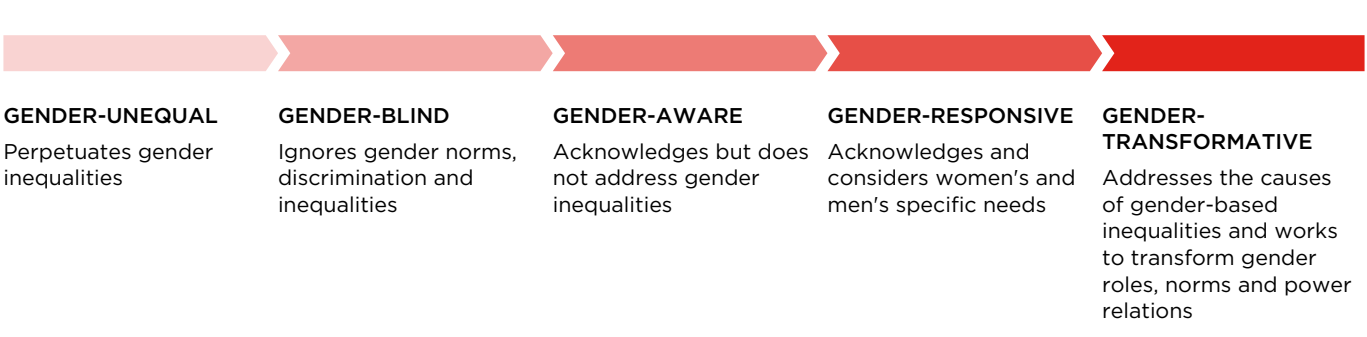 GENDER-UNEQUAL
Perpetuates gender
inequalities
GENDER-BLIND
Ignores gender norms,
discrimination and
inequalities
GENDER-AWARE
Acknowledges but does
not address gender
inequalities
GENDER-RESPONSIVE
Acknowledges and
considers women's and
men's specific needs
GENDER-
TRANSFORMATIVE
Addresses the causes
of gender-based
inequalities and works
to transform gender
roles, norms and power
relations